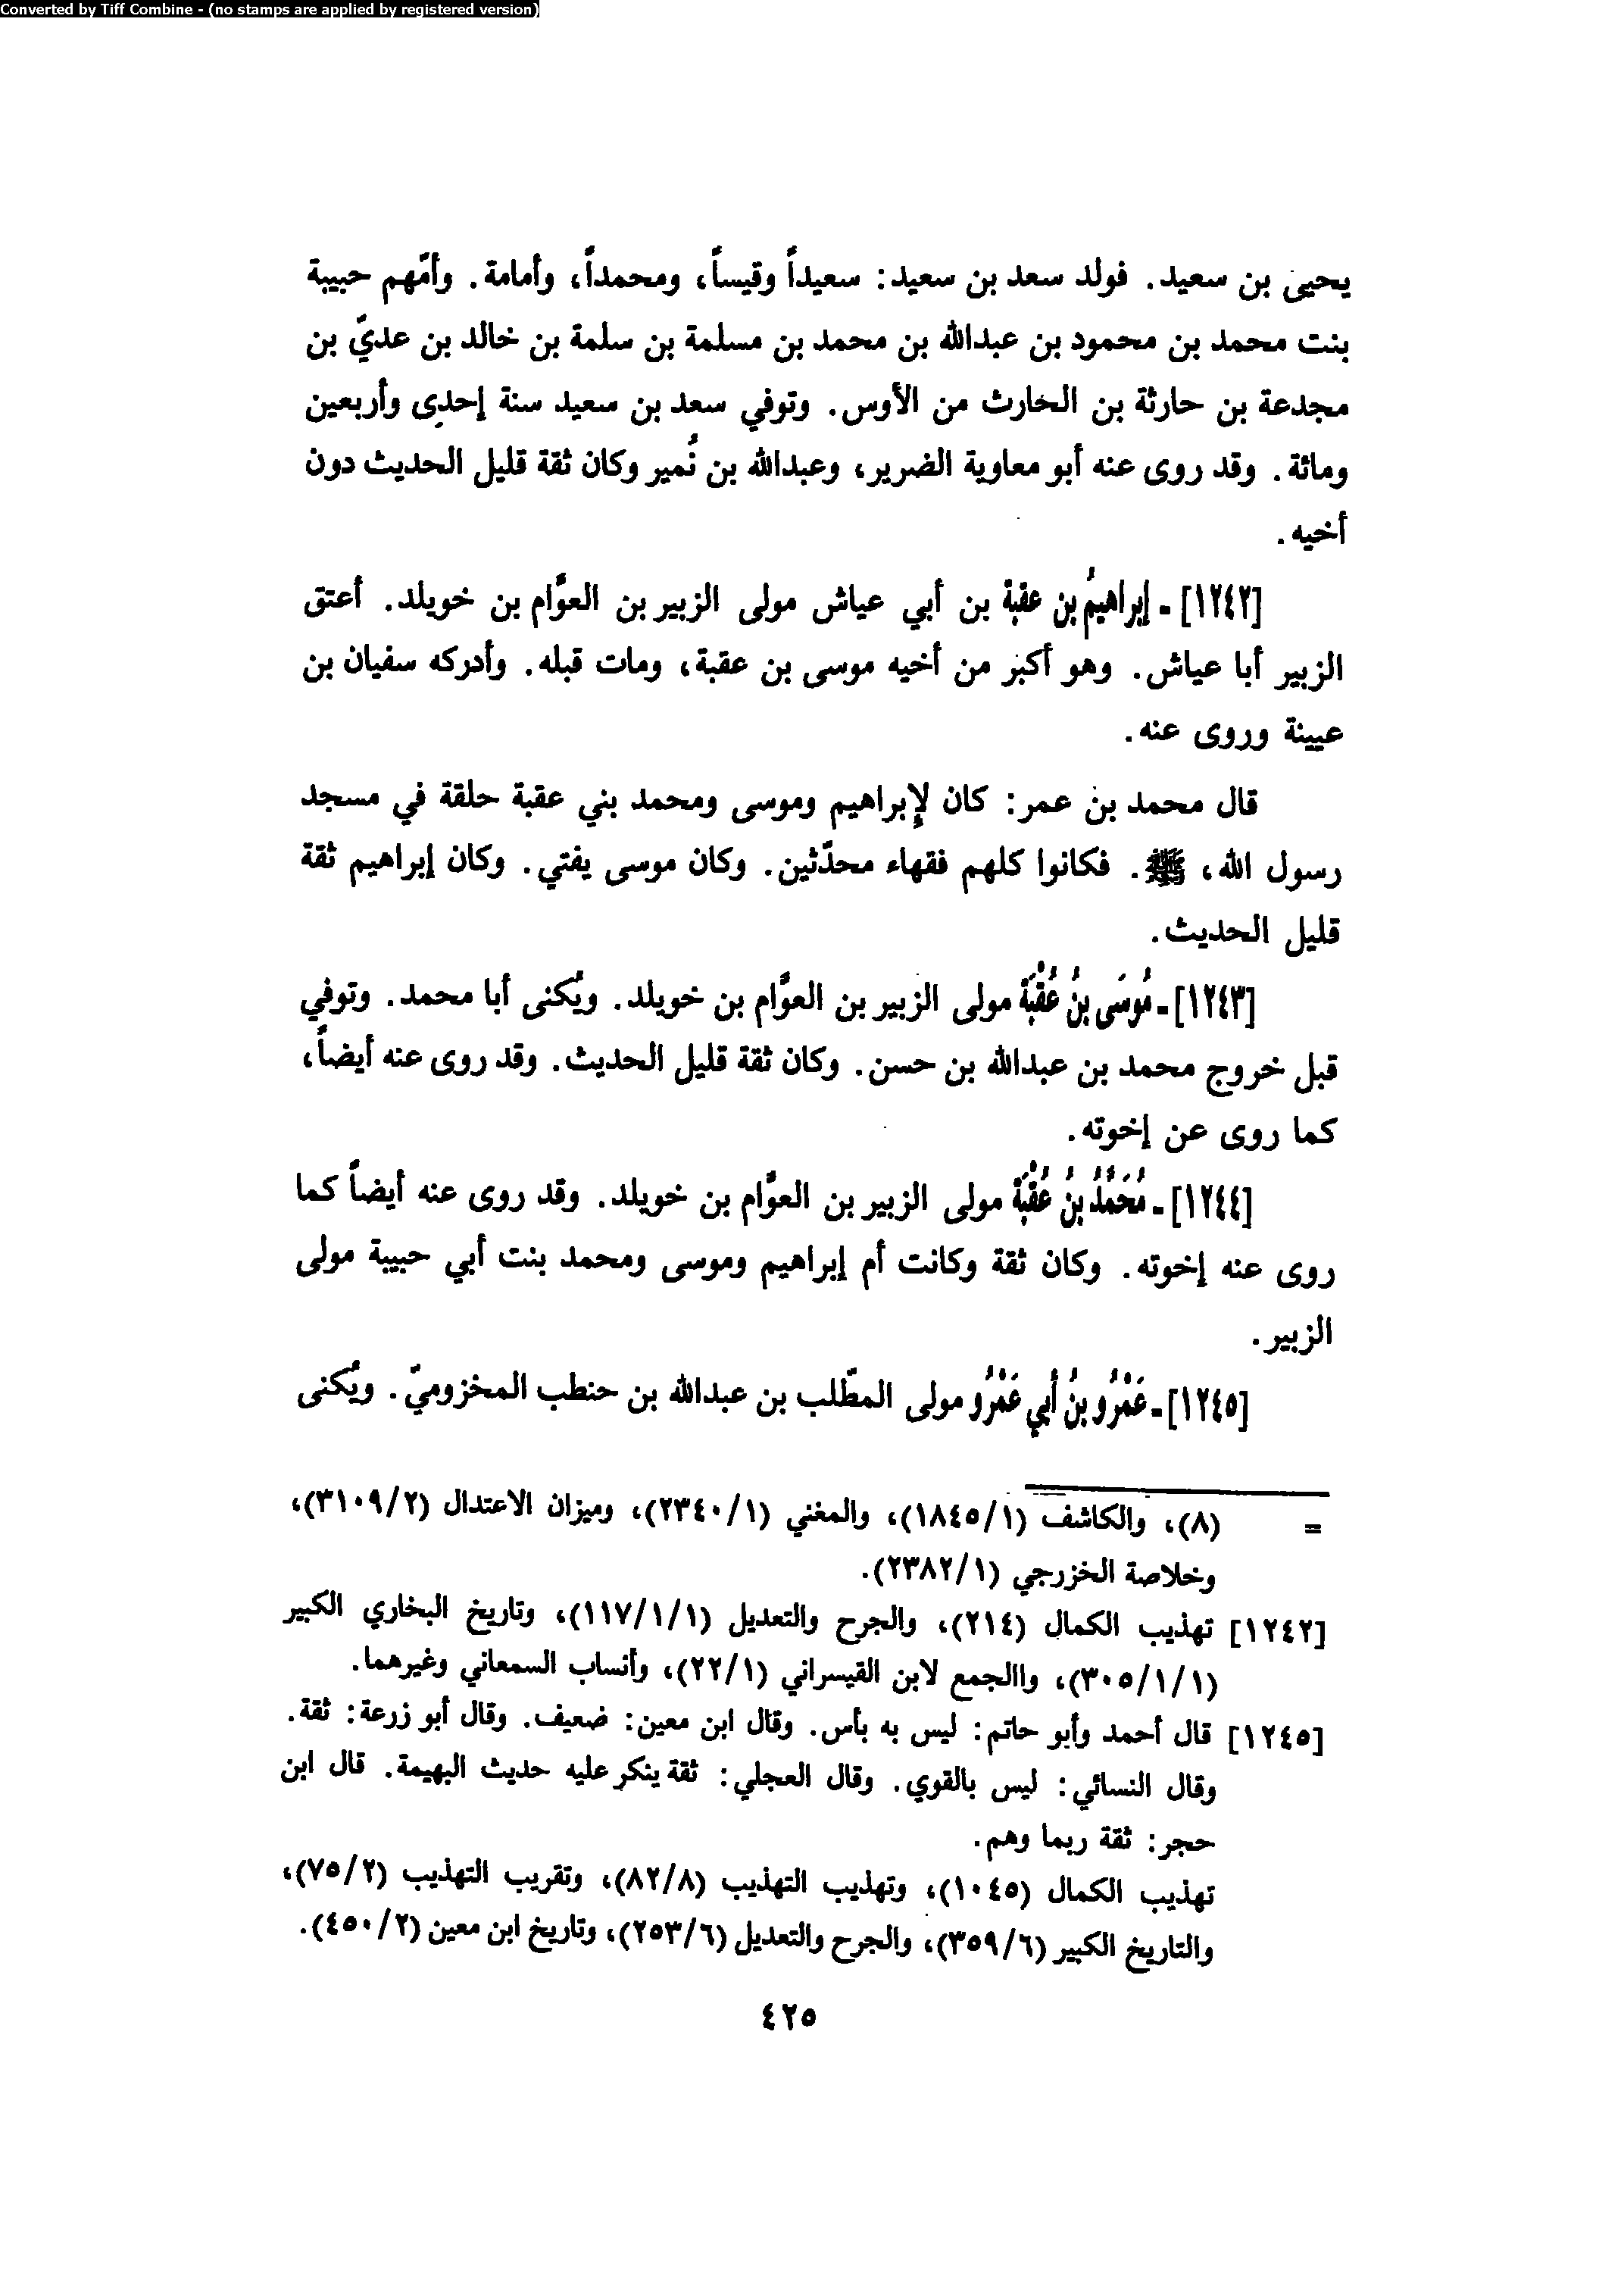 Converted by Tiff Combine - (no stamps are applied by registered version)
يحيى بن سعيد. فولد سعد بن سعيد: سعيداً وقيساً، ومحمداً، وأمامة. وأمّهم حبيبة
بنت محمد بن محمود بن عبدالله بن محمد بن مسلمة بن سلمة بن خالد بن عديّ بن
مجدعة بن حارثة بن الحارث من الأوس. وتوفي سعد بن سعيد سنة إحدى وأربعين
ومائة. وقد روى عنه أبو معاوية الضرير، وعبدالله بن نُمير وكان ثقة قليل الحديث دون
أخيه.
[١٢٤٢] - إبراهيمُ بن عقبة بن أبي عياش مولى الزبير بن العوَّام بن خويلد. أعتق
الزبير أبا عياش. وهو أكبر من أخيه موسى بن عقبة، ومات قبله. وأدركه سفيان بن
عيينة وروى عنه.
قال محمد بن عمر: كان لإبراهيم وموسى ومحمد بني عقبة حلقة في مسجد
رسول الله، ﷺ. فكانوا كلهم فقهاء محدّثين. وكان موسى يفتي. وكان إبراهيم ثقة
قليل الحديث.
[١٢٤٣] - مُوسَى بنُ عُقْبَة مولى الزبير بن العوَّام بن خويلد. ويُكنى أبا محمد. وتوفي
قبل خروج محمد بن عبدالله بن حسن. وكان ثقة قليل الحديث. وقد روى عنه أيضاً،
كما روى عن إخوته.
[١٢٤٤] - مُحَمَّدُ بنُ عُقْبَة مولى الزبير بن العوَّام بن خويلد. وقد روى عنه أيضاً كما
روى عنه إخوته. وكان ثقة وكانت أم إبراهيم وموسى ومحمد بنت أبي حبيبة مولى
الزبير.
[١٢٤٥] - عَمْرُو بنُ أبي عَمْرُو مولى المطّلب بن عبدالله بن حنطب المخزوميّ. ويُكنى
= (٨)، والكاشف (١/١٨٤٥)، والمغني (١/٢٣٤٠)، وميزان الاعتدال (٢/٣١٠٩)،
وخلاصة الخزرجي (١/٢٣٨٢).
[١٢٤٢] تهذيب الكمال (٢١٤)، والجرح والتعديل (١/١/١١٧)، وتاريخ البخاري الكبير
(١/١/٣٠٥)، واالجمع لابن القيسراني (١/٢٢)، وأنساب السمعاني وغيرهما.
[١٢٤٥] قال أحمد وأبو حاتم: ليس به بأس. وقال ابن معين: ضعيف. وقال أبو زرعة: ثقة.
وقال النسائي: ليس بالقوي. وقال العجلي: ثقة ينكر عليه حديث البهيمة. قال ابن
حجر: ثقة ربما وهم.
تهذيب الكمال (١٠٤٥)، وتهذيب التهذيب (٨/٨٢)، وتقريب التهذيب (٢/٧٥)،
والتاريخ الكبير (٦/٣٥٩)، والجرح والتعديل (٦/٢٥٣)، وتاريخ ابن معين (٢/٤٥٠).
٤٢٥